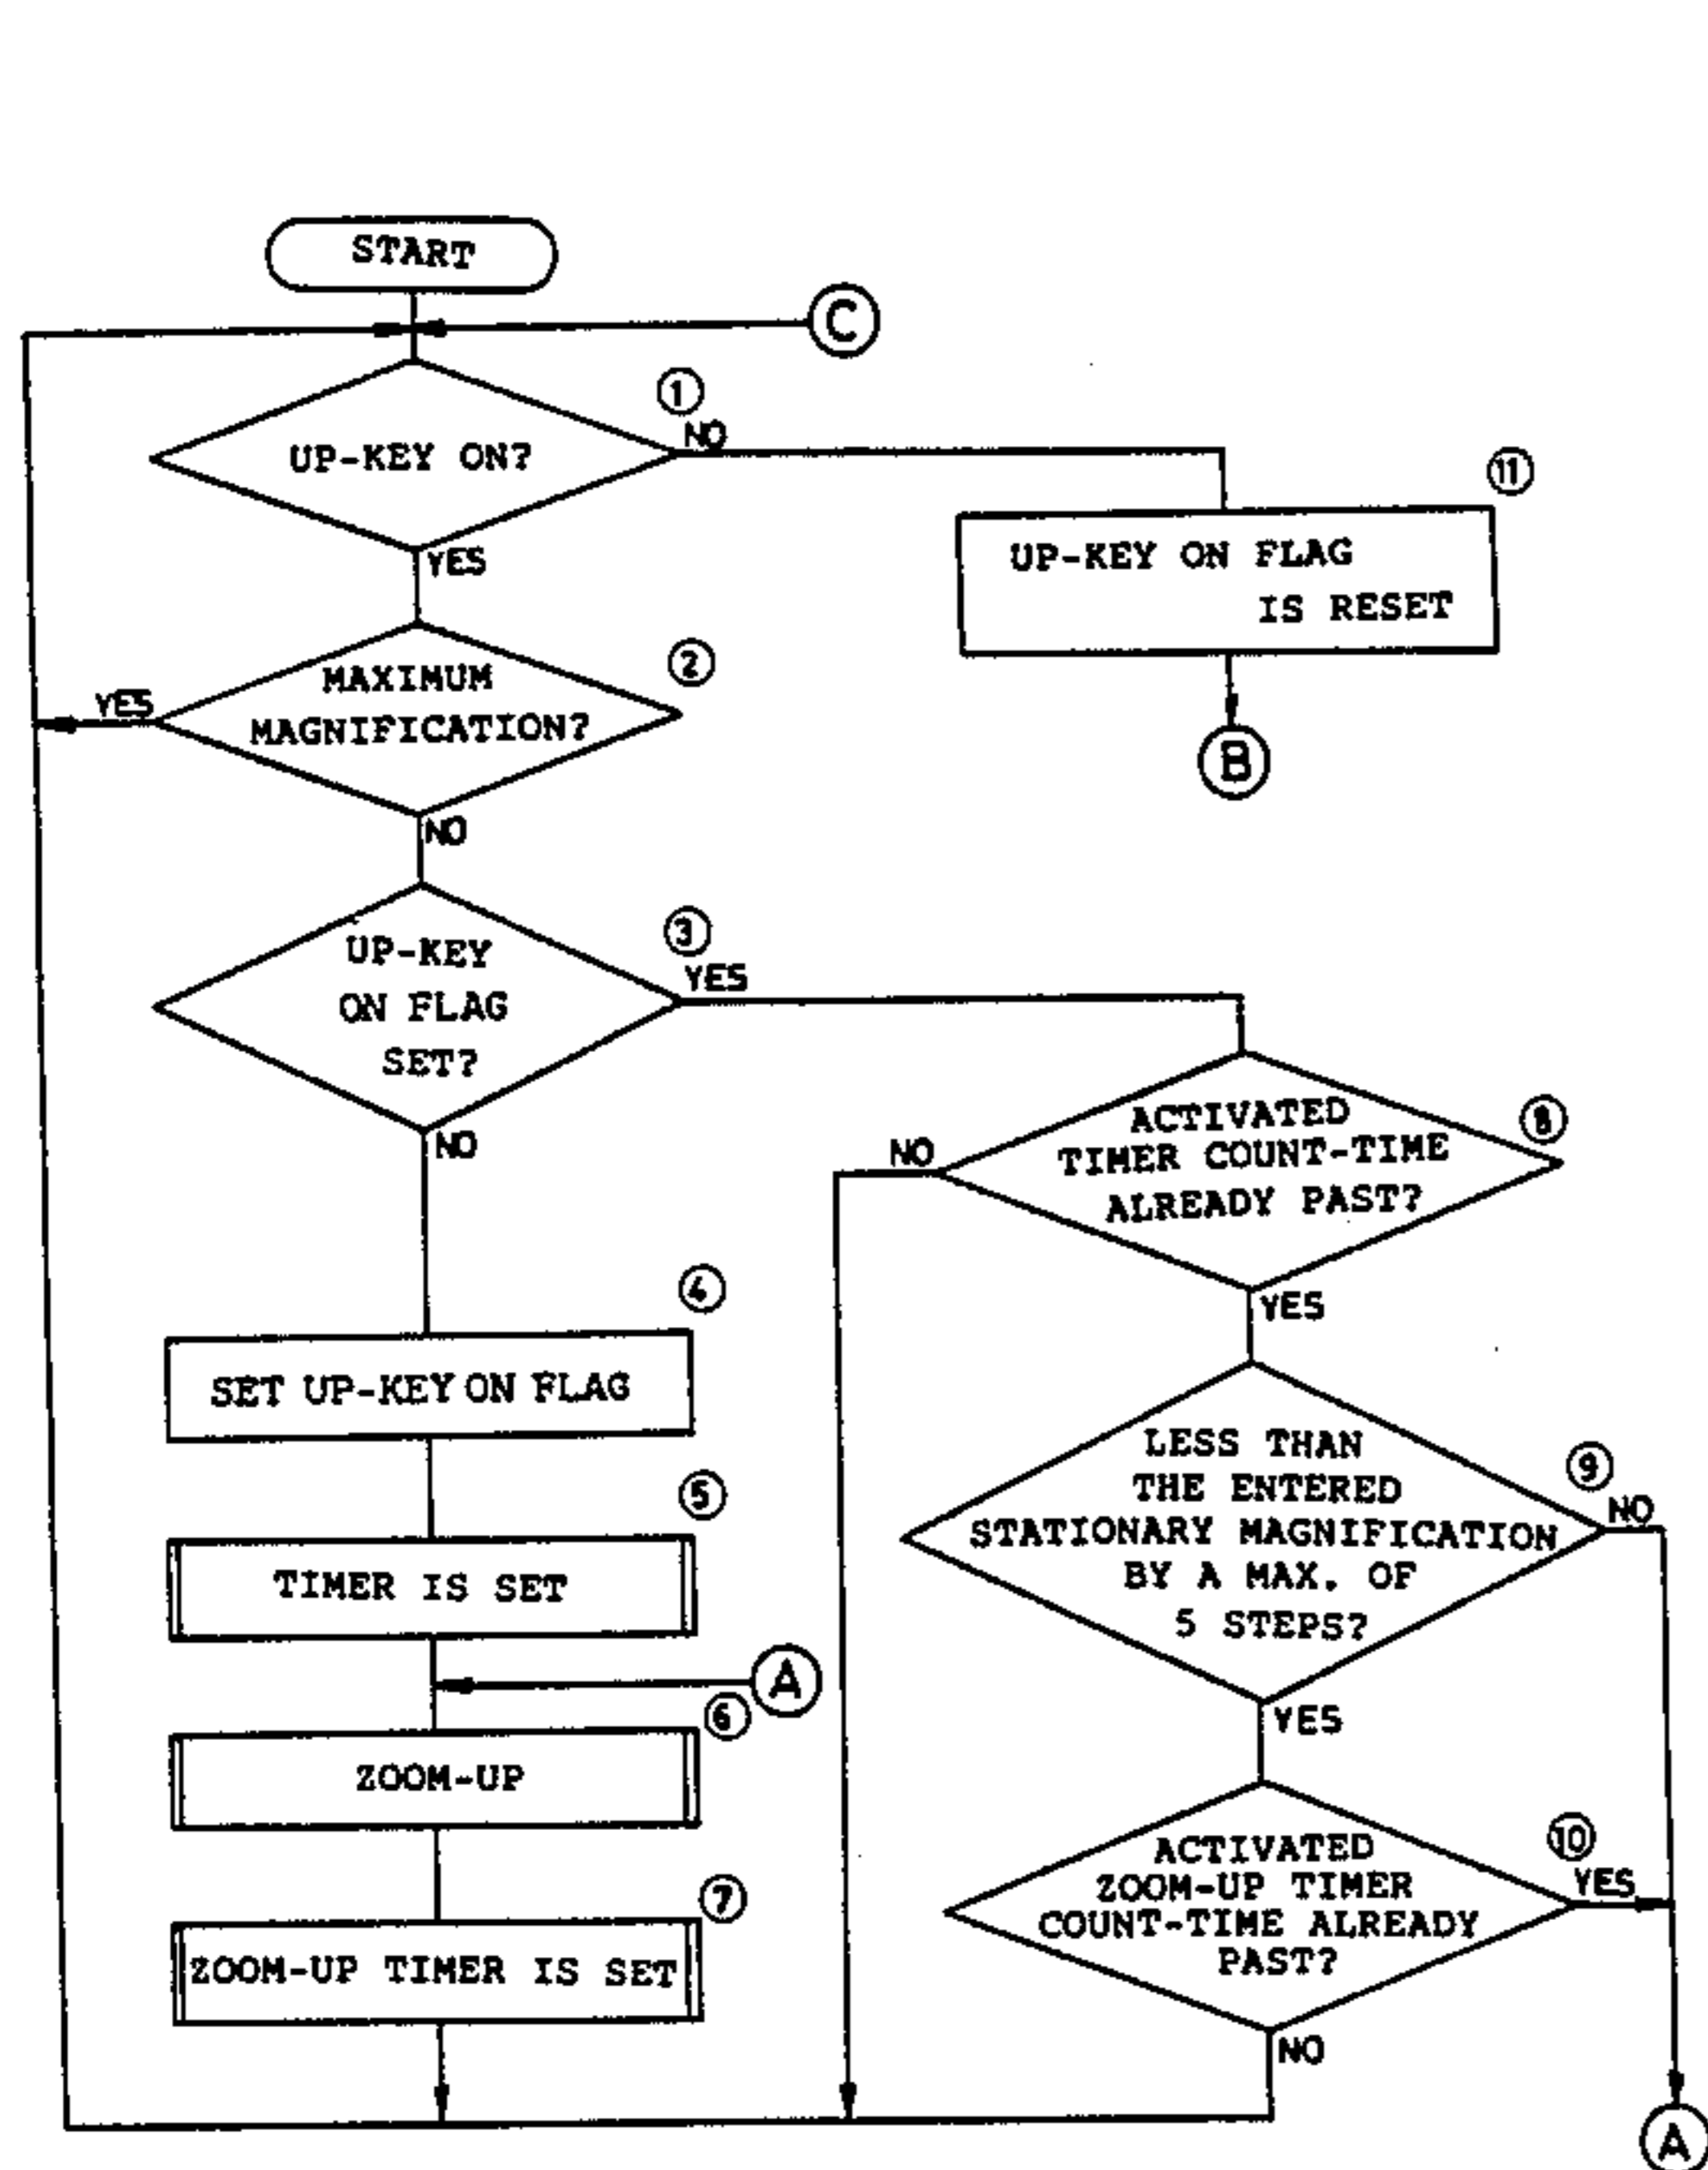 START
C
1
NO
UP-KEY ON?
11
UP-KEY ON FLAG
IS RESET
YES
2
MAXIMUM
MAGNIFICATION?
YES
B
NO
3
YES
UP-KEY
ON FLAG
SET?
NO
8
ACTIVATED
TIMER COUNT-TIME
ALREADY PAST?
NO
YES
4
SET UP-KEY ON FLAG
9
NO
LESS THAN
THE ENTERED
STATIONARY MAGNIFICATION
BY A MAX. OF
5 STEPS?
YES
5
TIMER IS SET
A
6
ZOOM-UP
10
YES
ACTIVATED
ZOOM-UP TIMER
COUNT-TIME ALREADY
PAST?
NO
7
ZOOM-UP TIMER IS SET
A